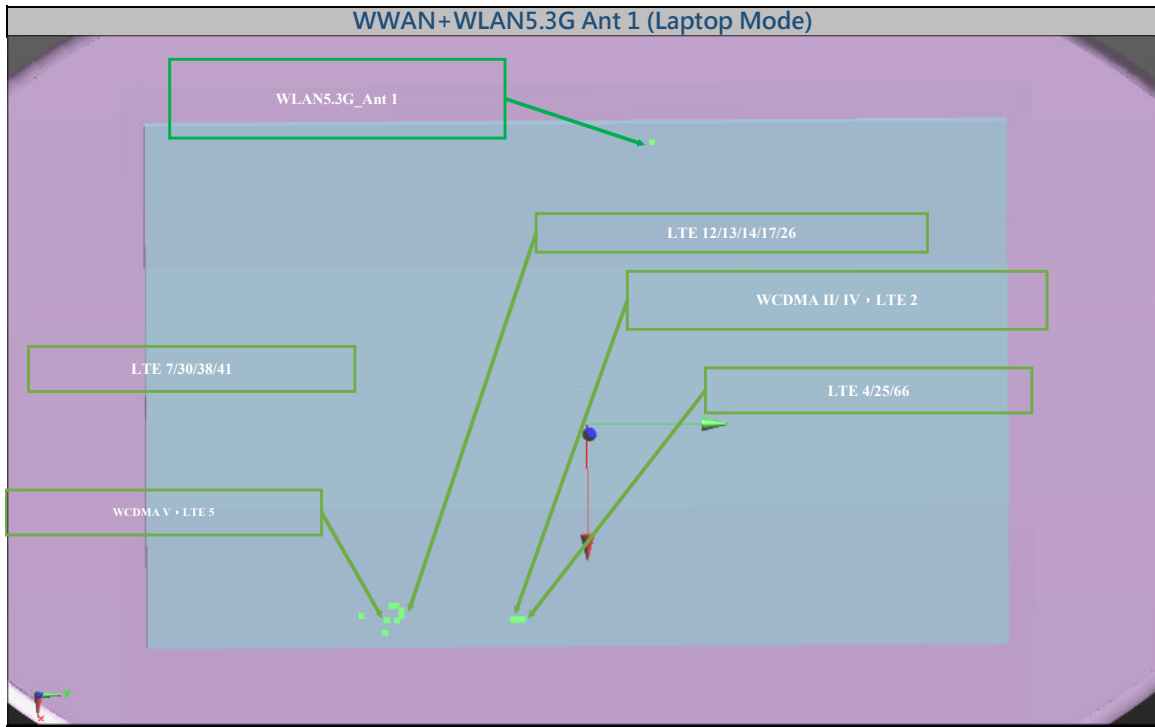 WWAN+WLAN5.3G Ant 1 (Laptop Mode)
WLAN5.3G_Ant 1
LTE 12/13/14/17/26
WCDMA II/ IV，LTE 2
LTE 7/30/38/41
LTE 4/25/66
WCDMA V，LTE 5
Y
X